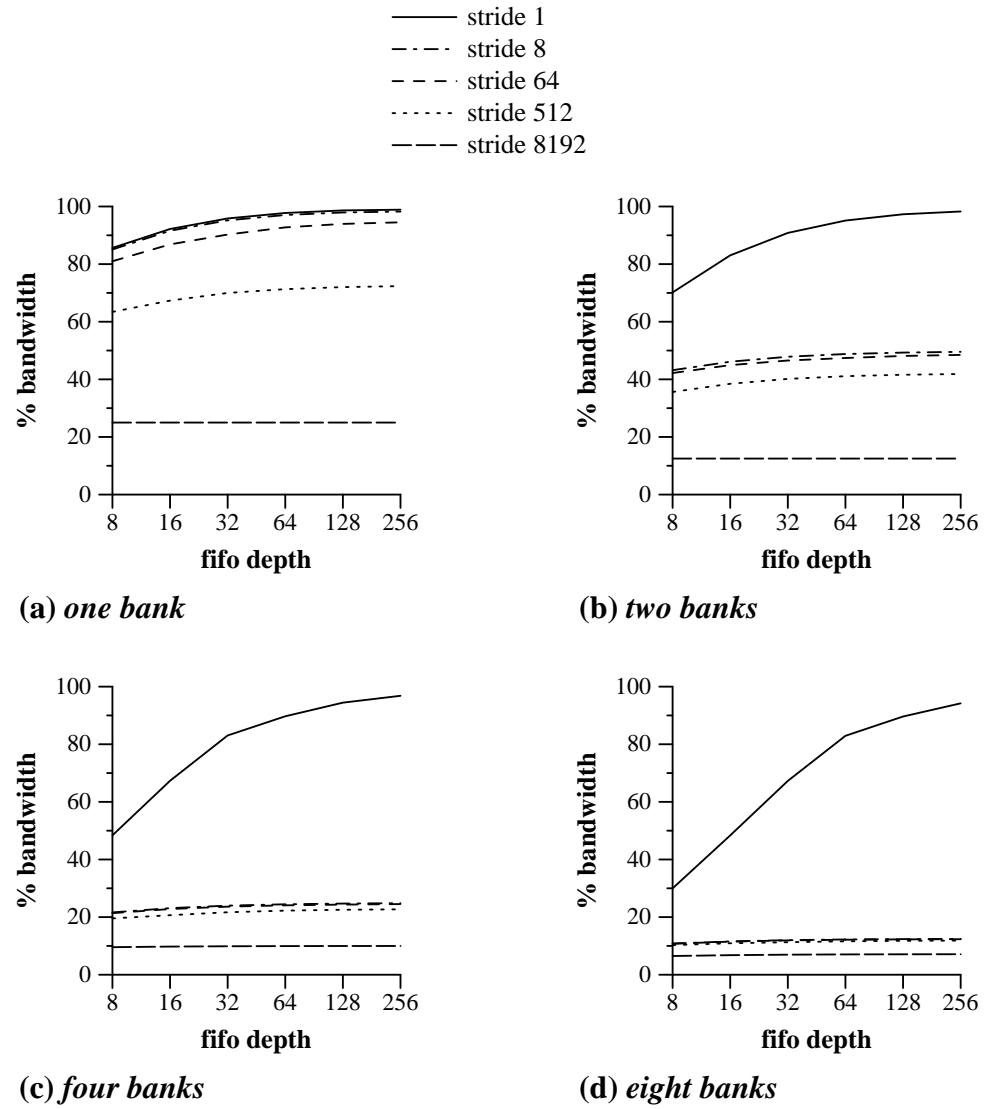 stride 1
stride 8
stride 64
stride 512
stride 8192
100
80
60
40
20
0
% bandwidth
8 16 32 64 128 256
fifo depth
(a) one bank
100
80
60
40
20
0
% bandwidth
8 16 32 64 128 256
fifo depth
(b) two banks
100
80
60
40
20
0
% bandwidth
8 16 32 64 128 256
fifo depth
(c) four banks
100
80
60
40
20
0
% bandwidth
8 16 32 64 128 256
fifo depth
(d) eight banks